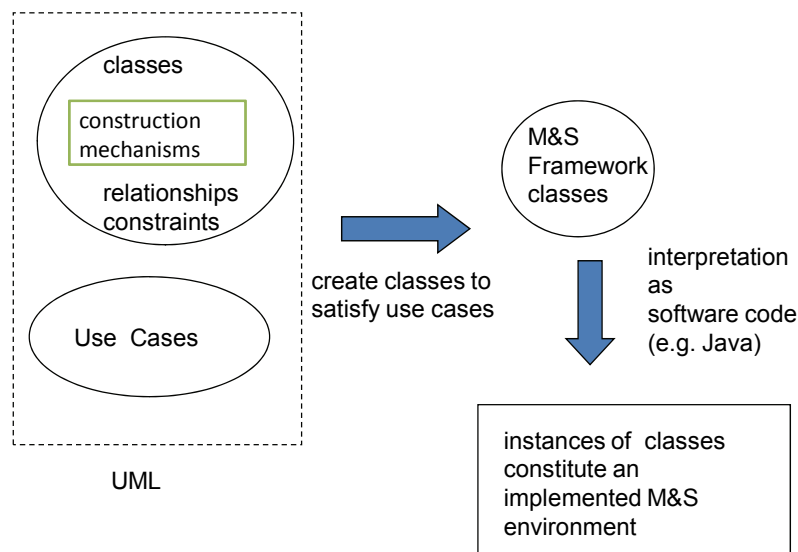 classes
construction
mechanisms
relationships
constraints
Use Cases
UML
create classes to
satisfy use cases
M&S
Framework
classes
interpretation
as
software code
(e.g. Java)
instances of classes
constitute an
implemented M&S
environment